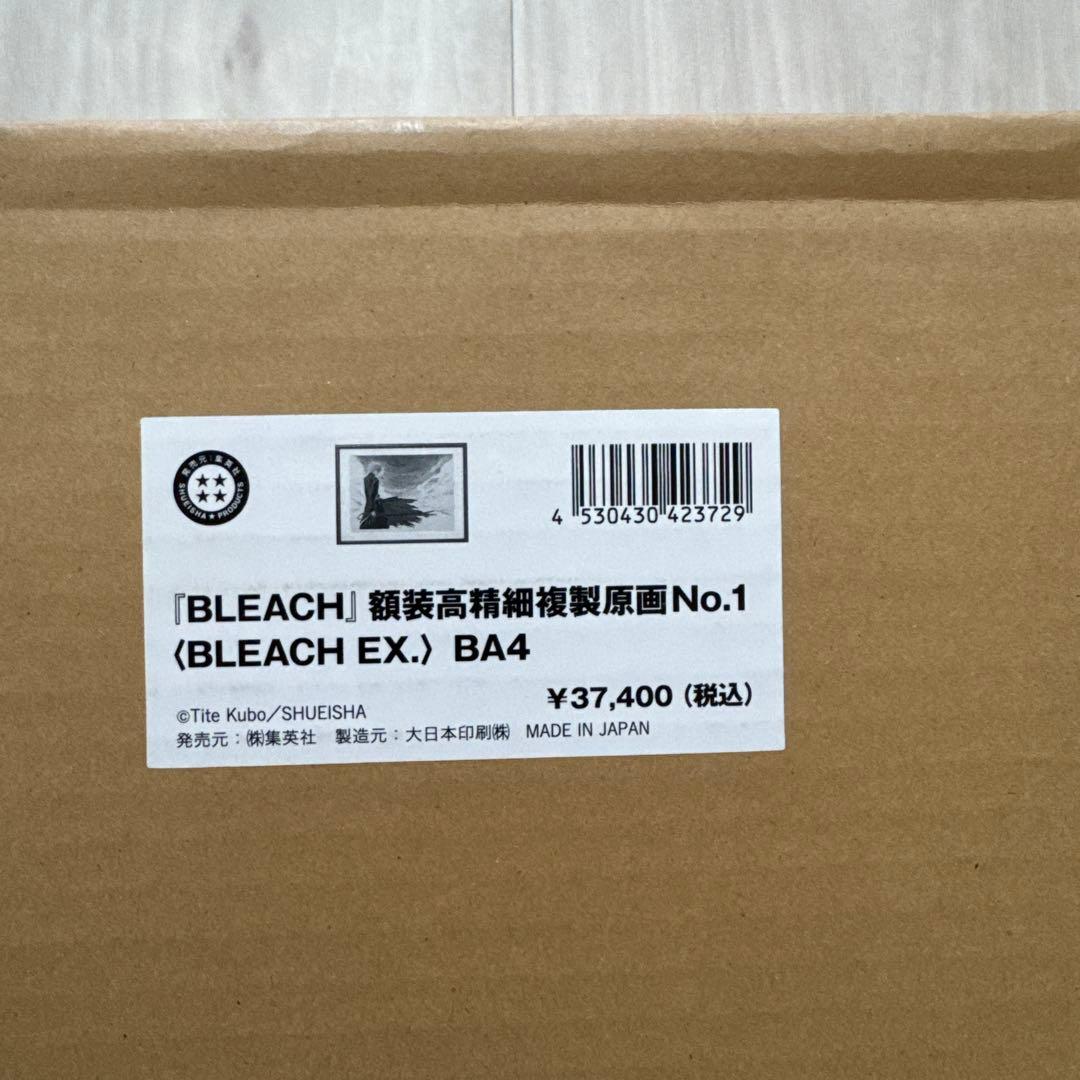 発売元:集英社
SHUEISHA★PRODUCTS
4 530430 423729
『BLEACH』額装高精細複製原画No.1
〈BLEACH EX.〉BA4
¥37,400(税込)
©Tite Kubo/SHUEISHA
発売元:㈱集英社 製造元:大日本印刷㈱ MADE IN JAPAN